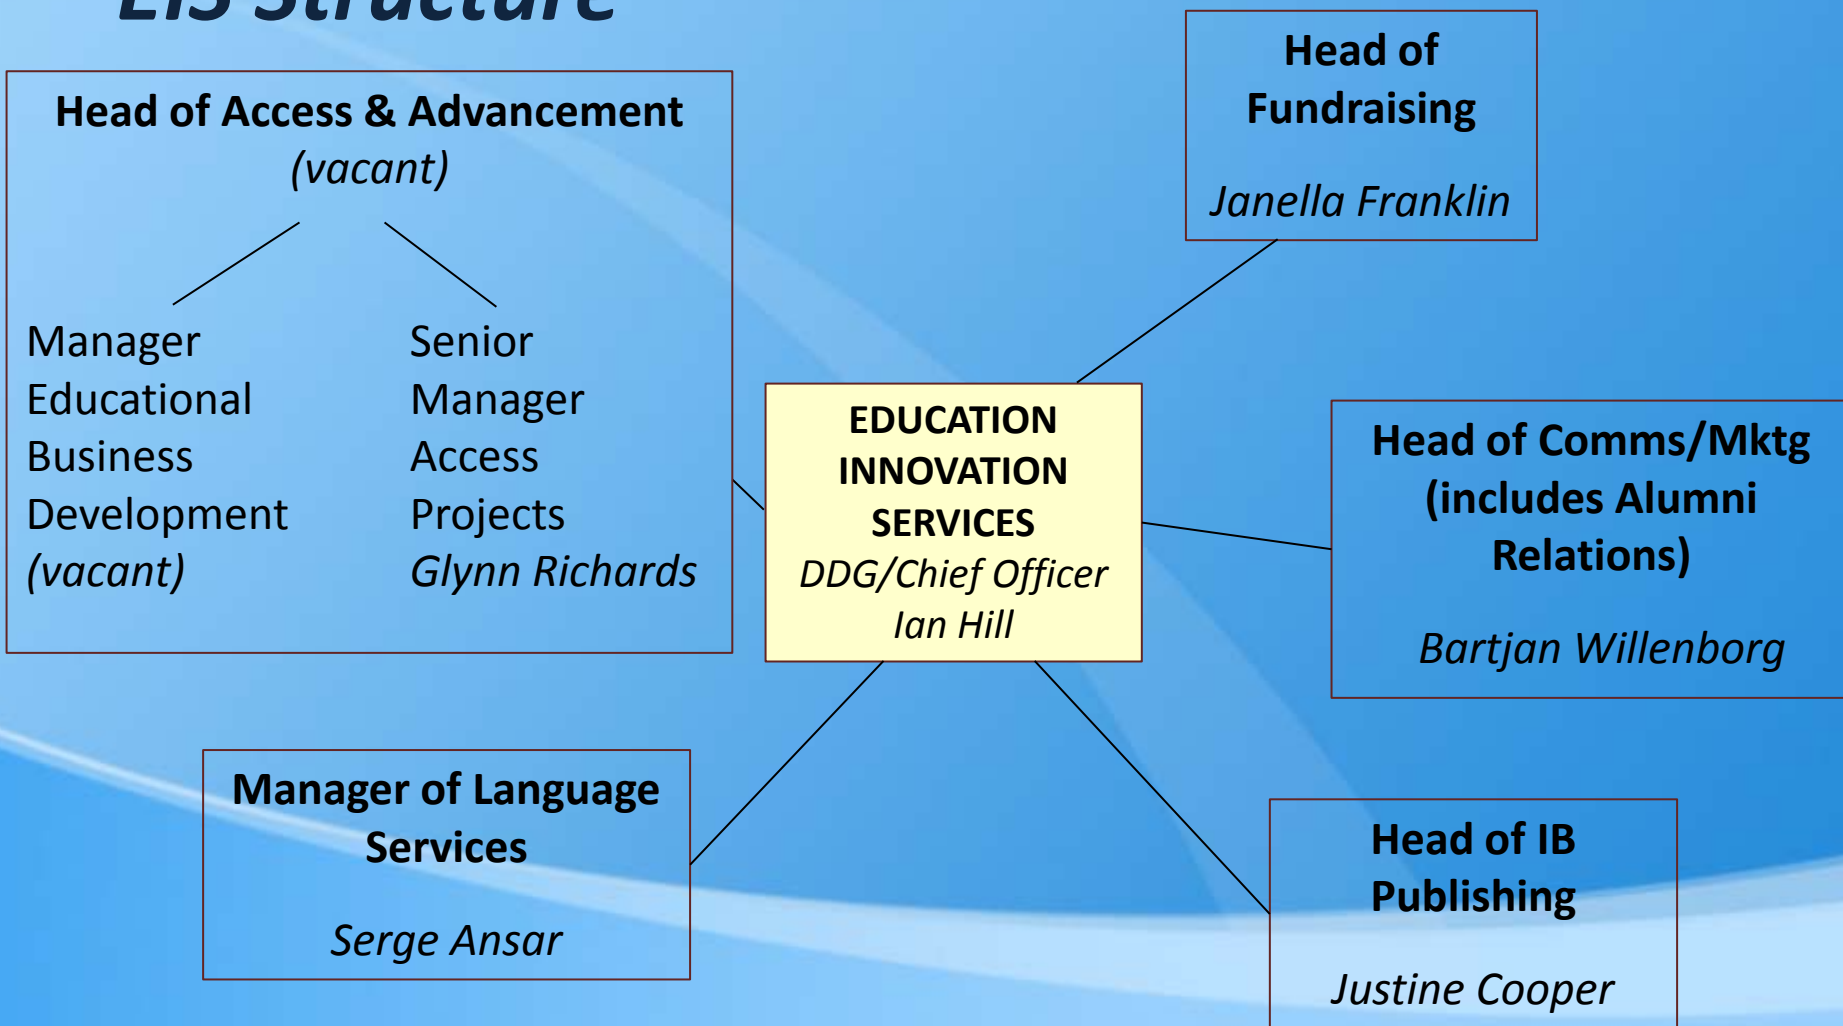 EIS Structure
Head of Access & Advancement
(vacant)
Manager
Educational
Business
Development
(vacant)
Senior
Manager
Access
Projects
Glynn Richards
Head of
Fundraising
Janella Franklin
EDUCATION
INNOVATION
SERVICES
DDG/Chief Officer
Ian Hill
Head of Comms/Mktg
(includes Alumni
Relations)
Bartjan Willenborg
Manager of Language
Services
Serge Ansar
Head of IB
Publishing
Justine Cooper